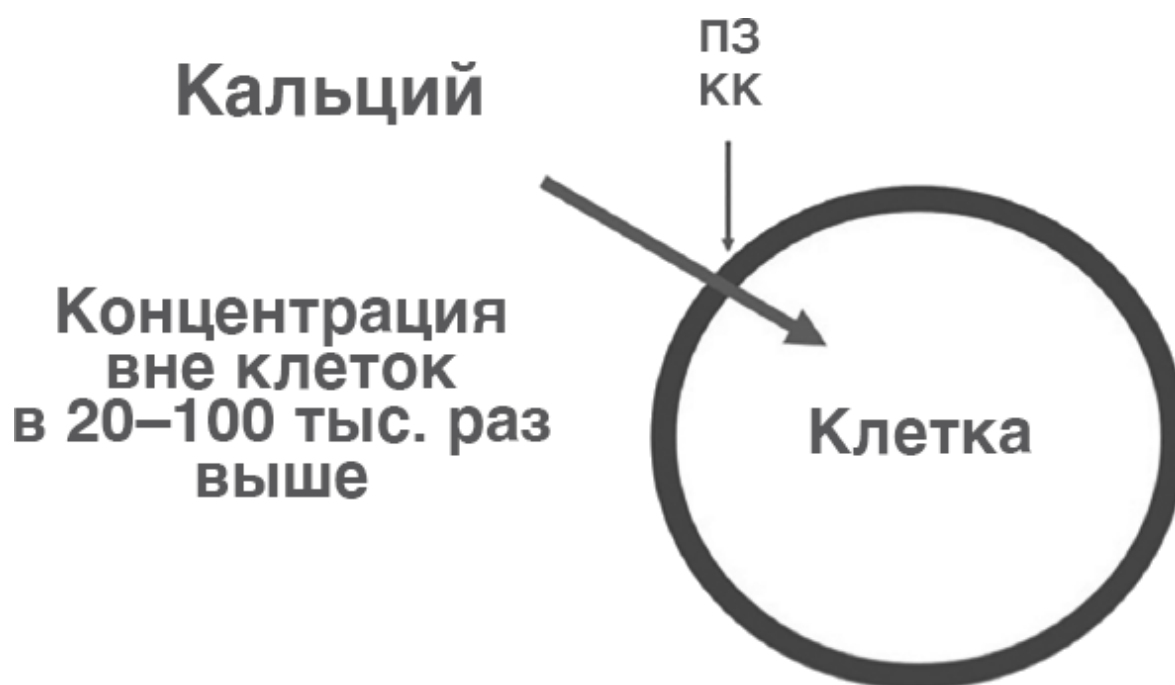 Кальций
ПЗ
КК
Концентрация
вне клеток
в 20–100 тыс. раз
выше
Клетка